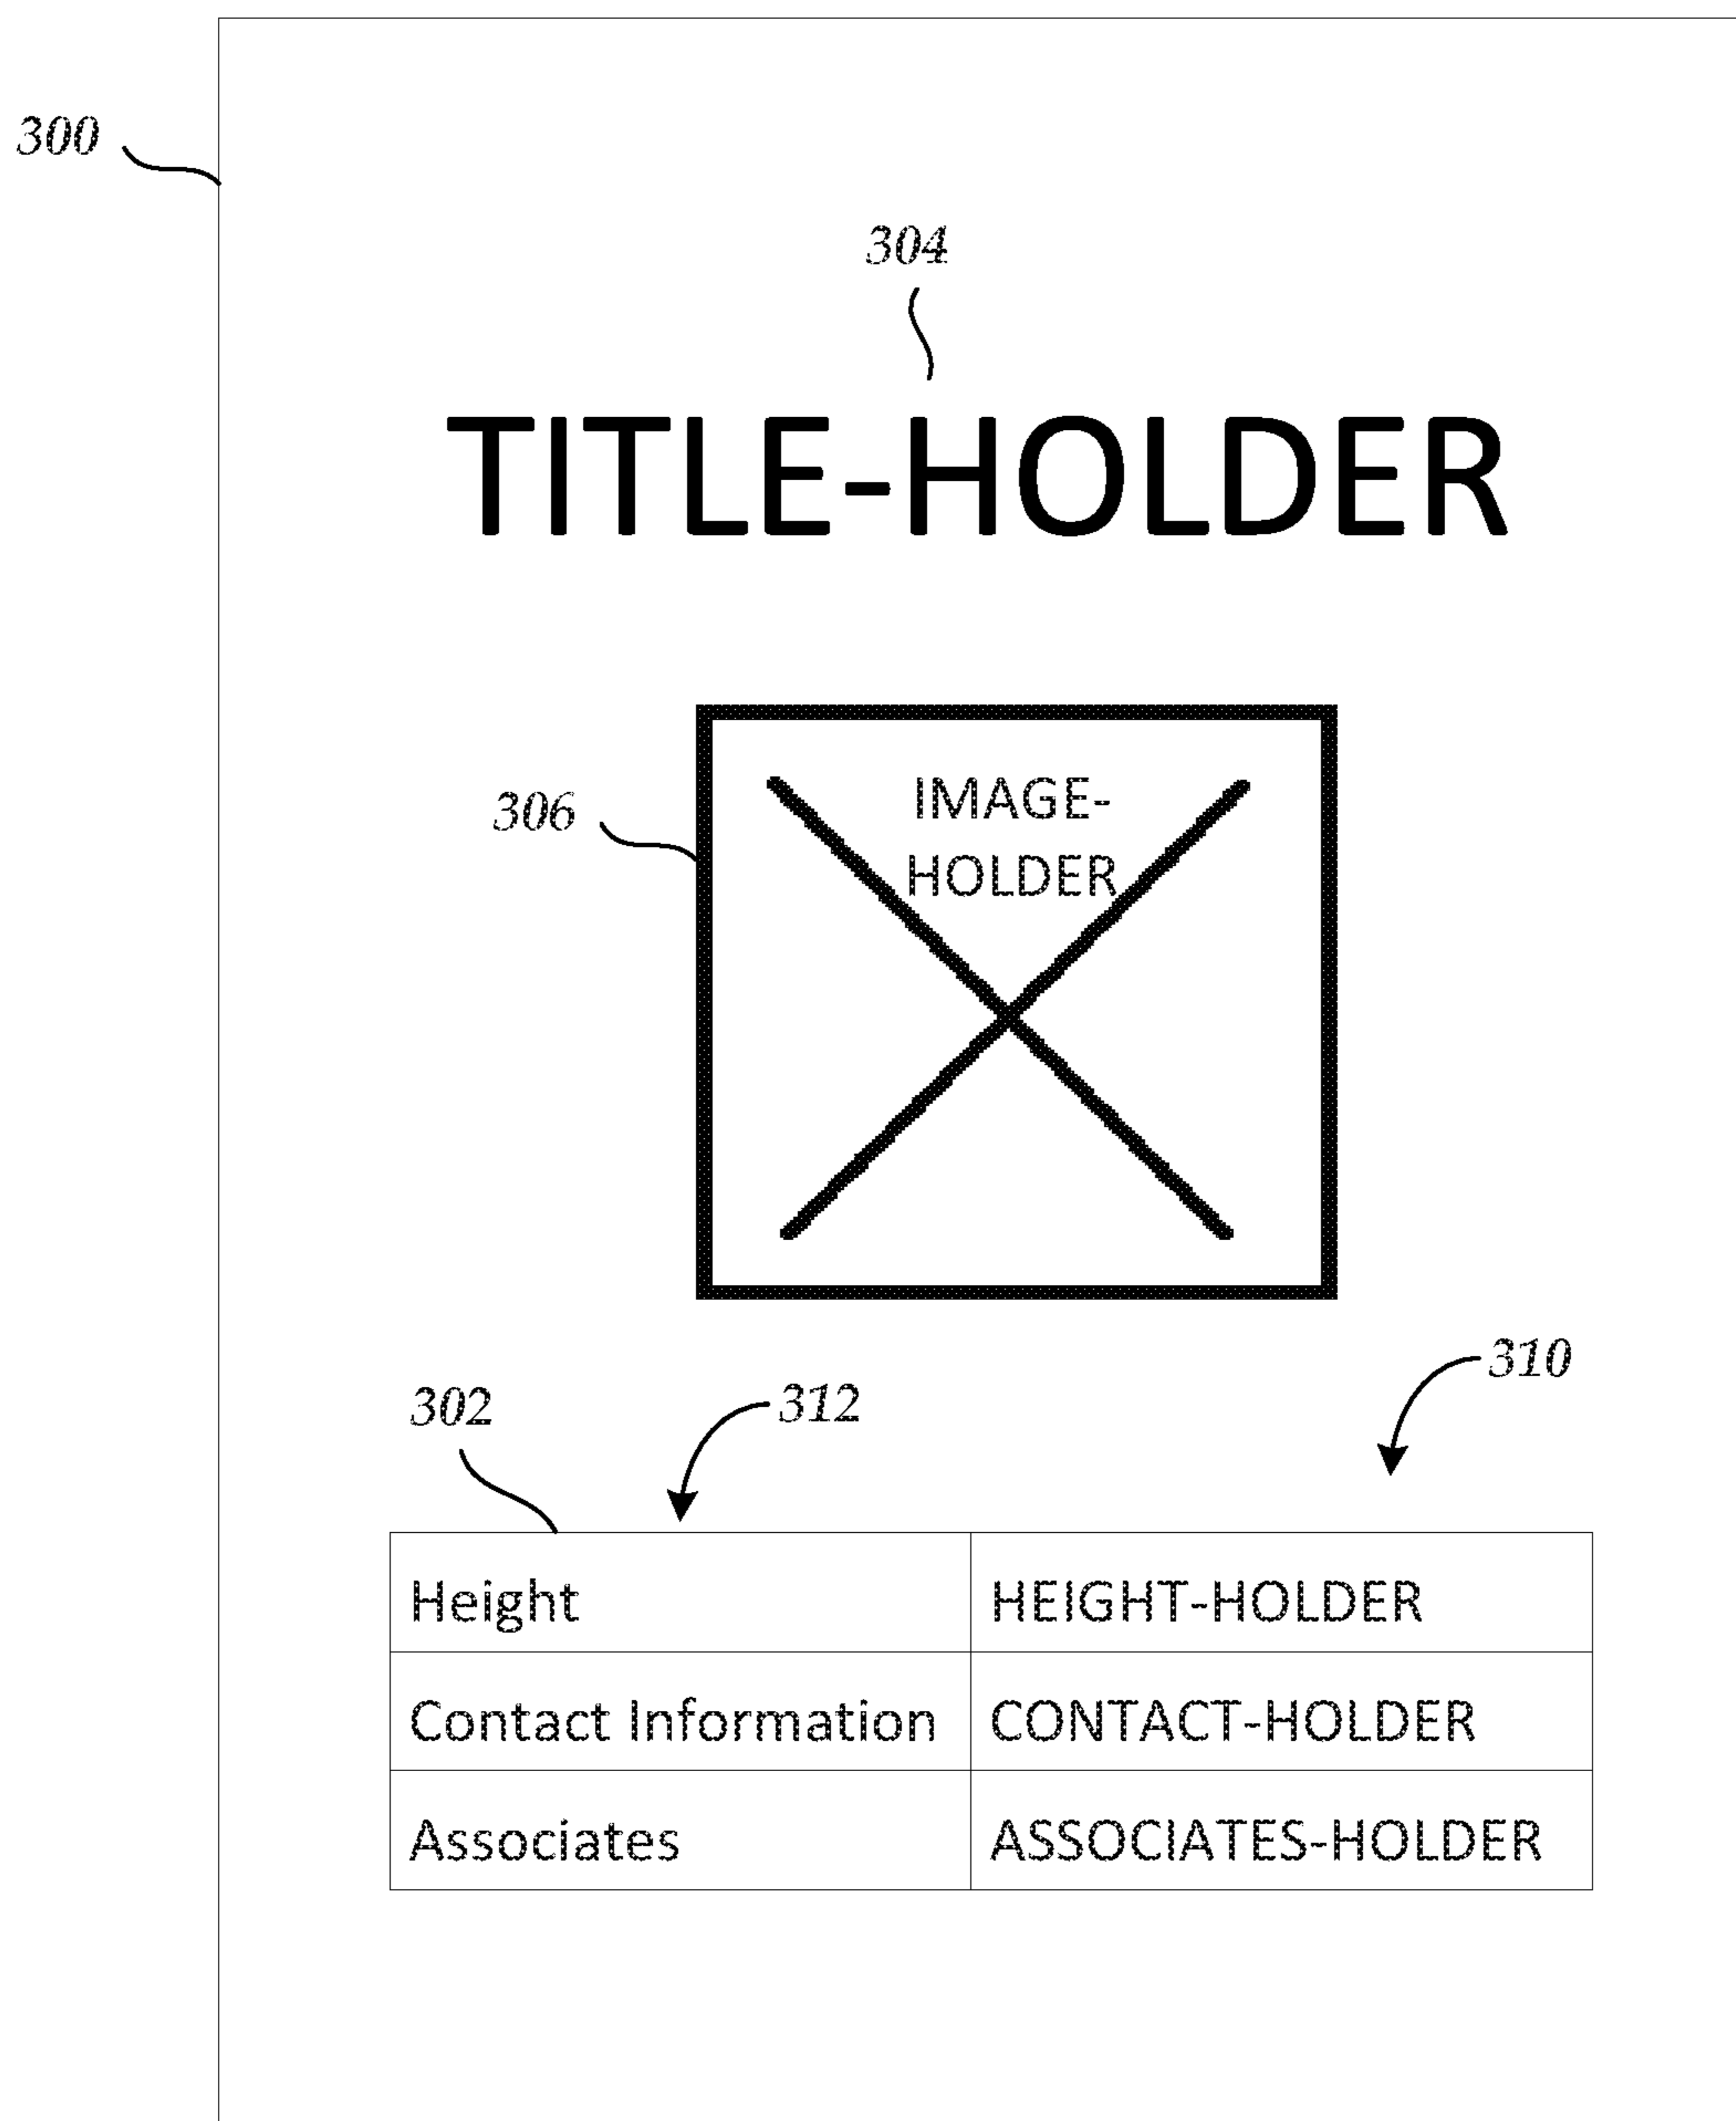 300
304
TITLE-HOLDER
306
IMAGE-
HOLDER
310
302
312
Height HEIGHT-HOLDER
Contact Information CONTACT-HOLDER
Associates ASSOCIATES-HOLDER